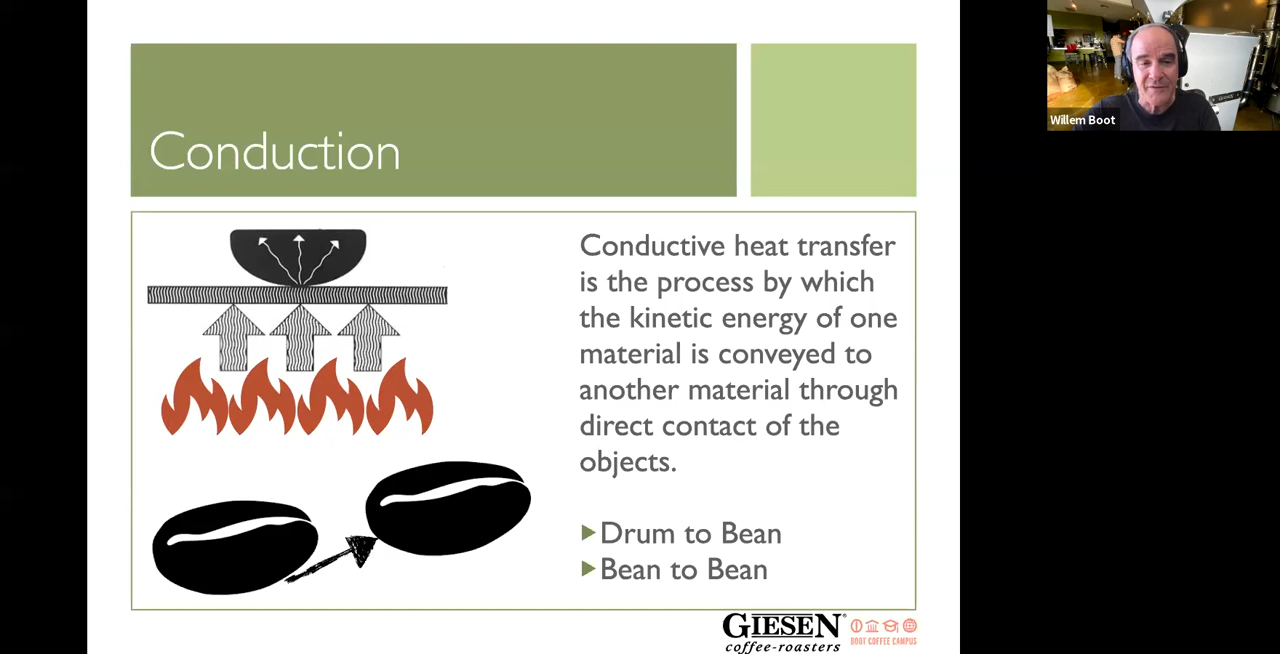 Conduction
Conductive heat transfer
is the process by which
the kinetic energy of one
material is conveyed to
another material through
direct contact of the
objects.
Drum to Bean
Bean to Bean
GIESEN®
coffee-roasters
BOOT COFFEE CAMPUS
Willem Boot